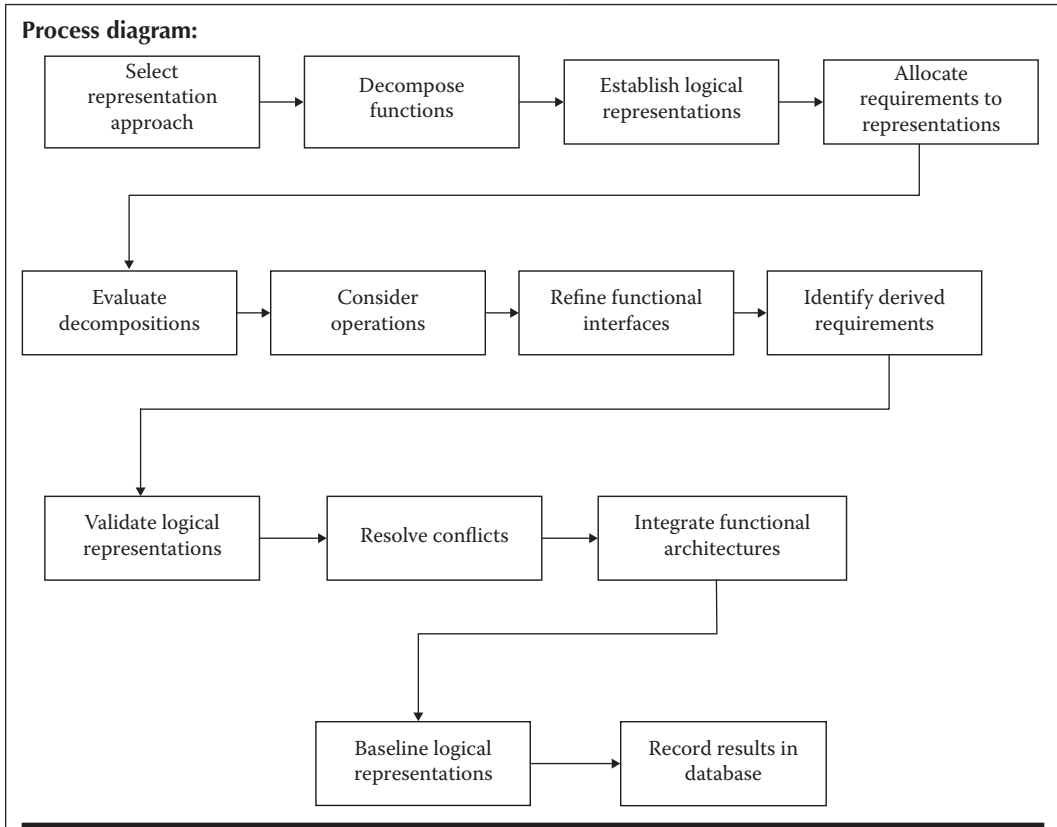 Process diagram:
Select
representation
approach
Decompose
functions
Establish logical
representations
Allocate
requirements to
representations
Evaluate
decompositions
Consider
operations
Refine functional
interfaces
Identify derived
requirements
Validate logical
representations
Resolve conflicts
Integrate functional
architectures
Baseline logical
representations
Record results in
database